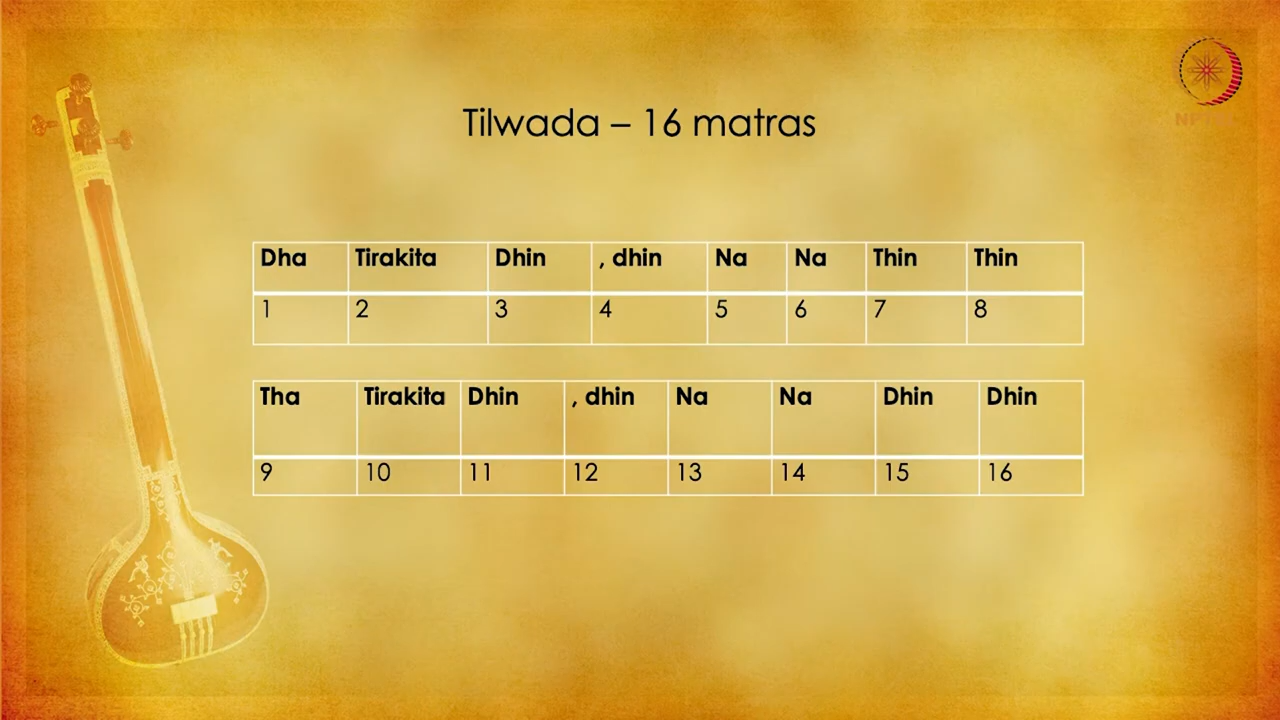 Tilwada – 16 matras
NPTEL
Dha Tirakita Dhin , dhin Na Na Thin Thin
1 2 3 4 5 6 7 8
Tha Tirakita Dhin , dhin Na Na Dhin Dhin
9 10 11 12 13 14 15 16